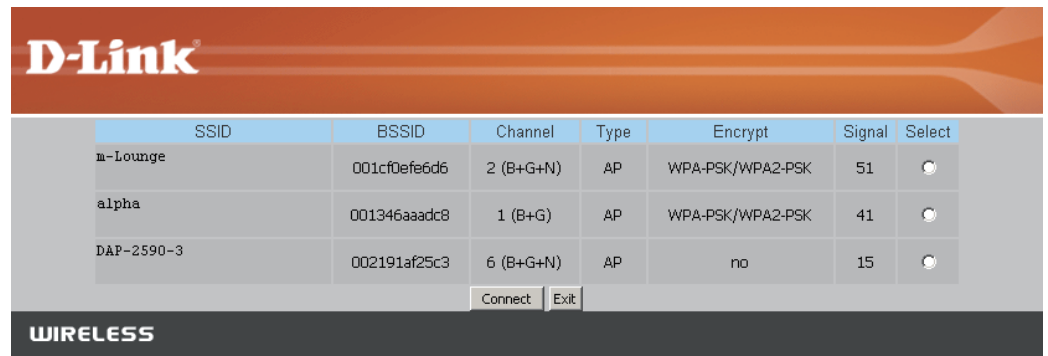 D-Link®
SSID BSSID Channel Type Encrypt Signal Select
m-Lounge 001cf0efe6d6 2 (B+G+N) AP WPA-PSK/WPA2-PSK 51
alpha 001346aaadc8 1 (B+G) AP WPA-PSK/WPA2-PSK 41
DAP-2590-3 002191af25c3 6 (B+G+N) AP no 15
Connect Exit
WIRELESS